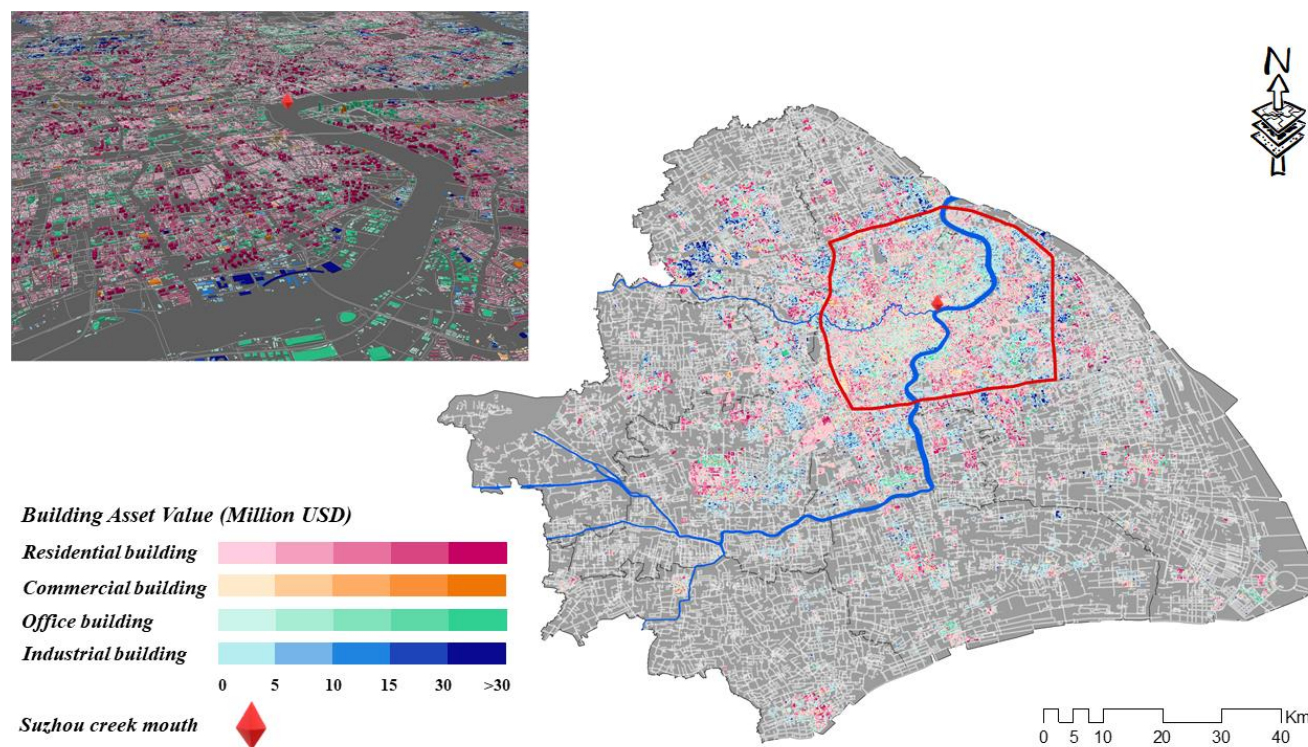 N
Building Asset Value (Million USD)
Residential building
Commercial building
Office building
Industrial building
0 5 10 15 30 >30
Suzhou creek mouth
Km
0 5 10 20 30 40